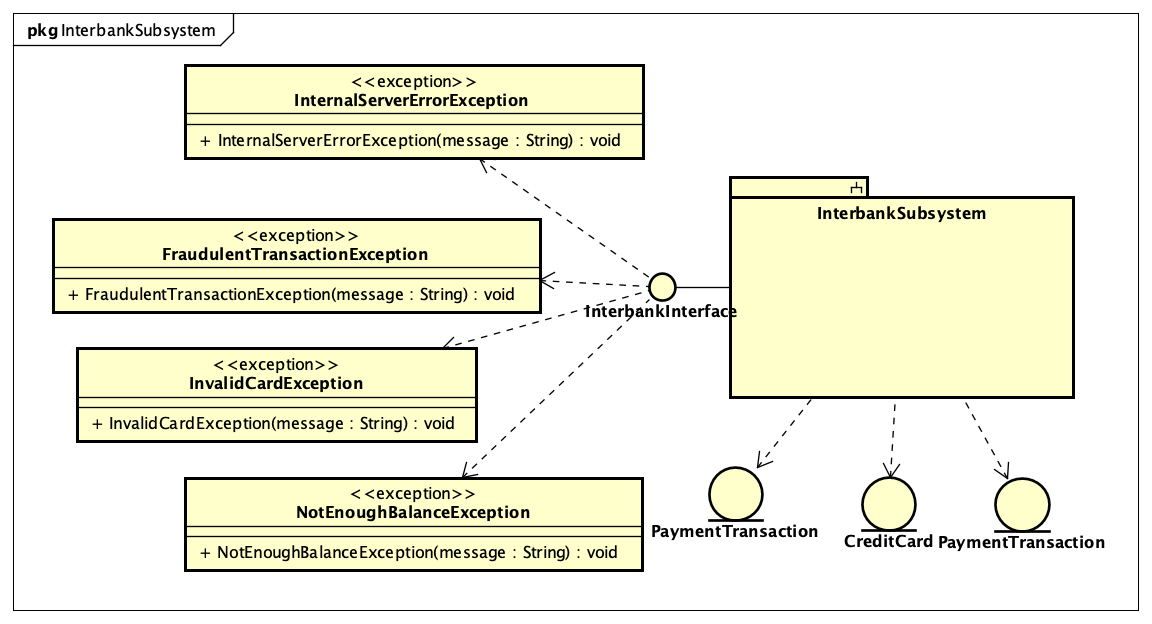 pkg InterbankSubsystem
<<exception>>
InternalServerErrorException
+ InternalServerErrorException(message : String) : void
InterbankSubsystem
<<exception>>
FraudulentTransactionException
+ FraudulentTransactionException(message : String) : void
InterbankInterface
<<exception>>
InvalidCardException
+ InvalidCardException(message : String) : void
<<exception>>
NotEnoughBalanceException
+ NotEnoughBalanceException(message : String) : void
PaymentTransaction
CreditCard
PaymentTransaction